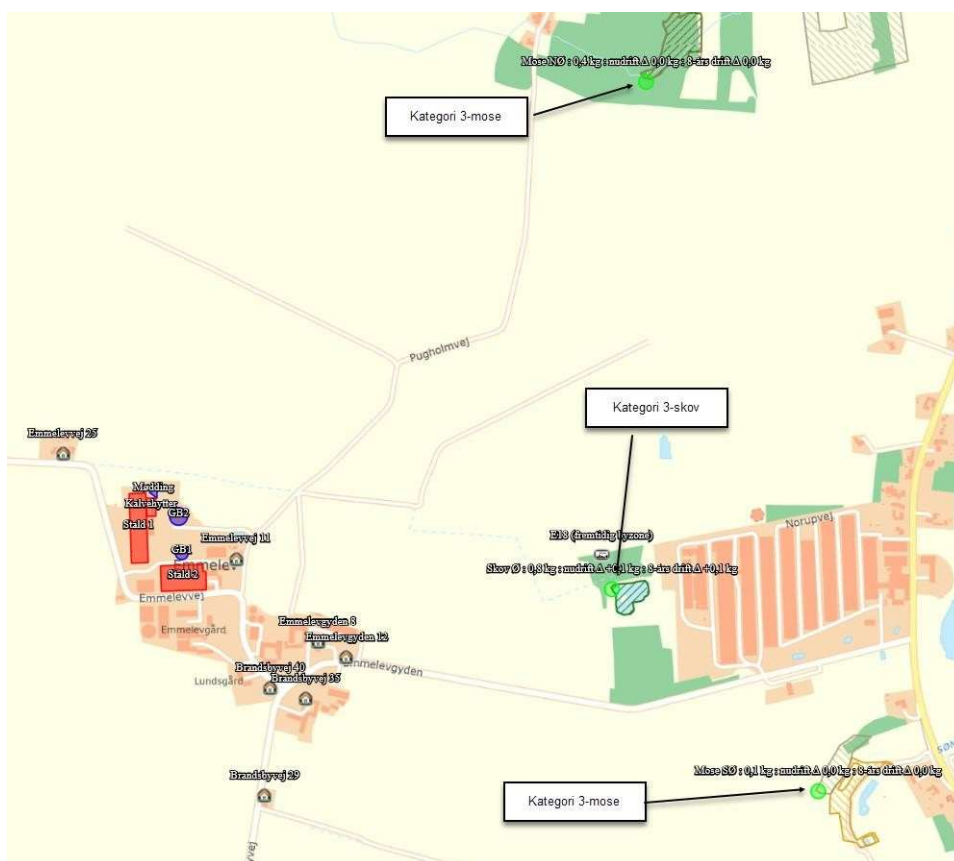 Mose NØ : 0,4 kg : nudrift Δ 0,0 kg : 8-års drift Δ 0,0 kg
Kategori 3-mose
Pugholmvej
Kategori 3-skov
Emmelevvej 25
Mødding
Kalvehytter
GB2
Stald 1
Norupvej
E18 (fremtidig byzone)
Emmelevvej 11
GB1
Emmelev
Skov Ø : 0,8 kg : nudrift Δ +0,1 kg : 8-års drift Δ +0,1 kg
Stald 2
Emmelevvej
Emmelevgyden 8
Emmelevgård
Emmelevgyden 12
Emmelevgyden
Brandsbyvej 40
Lundsgård
Brandsbyvej 35
Mose SØ : 0,1 kg : nudrift Δ 0,0 kg : 8-års drift Δ 0,0 kg
Brandsbyvej 29
Kategori 3-mose